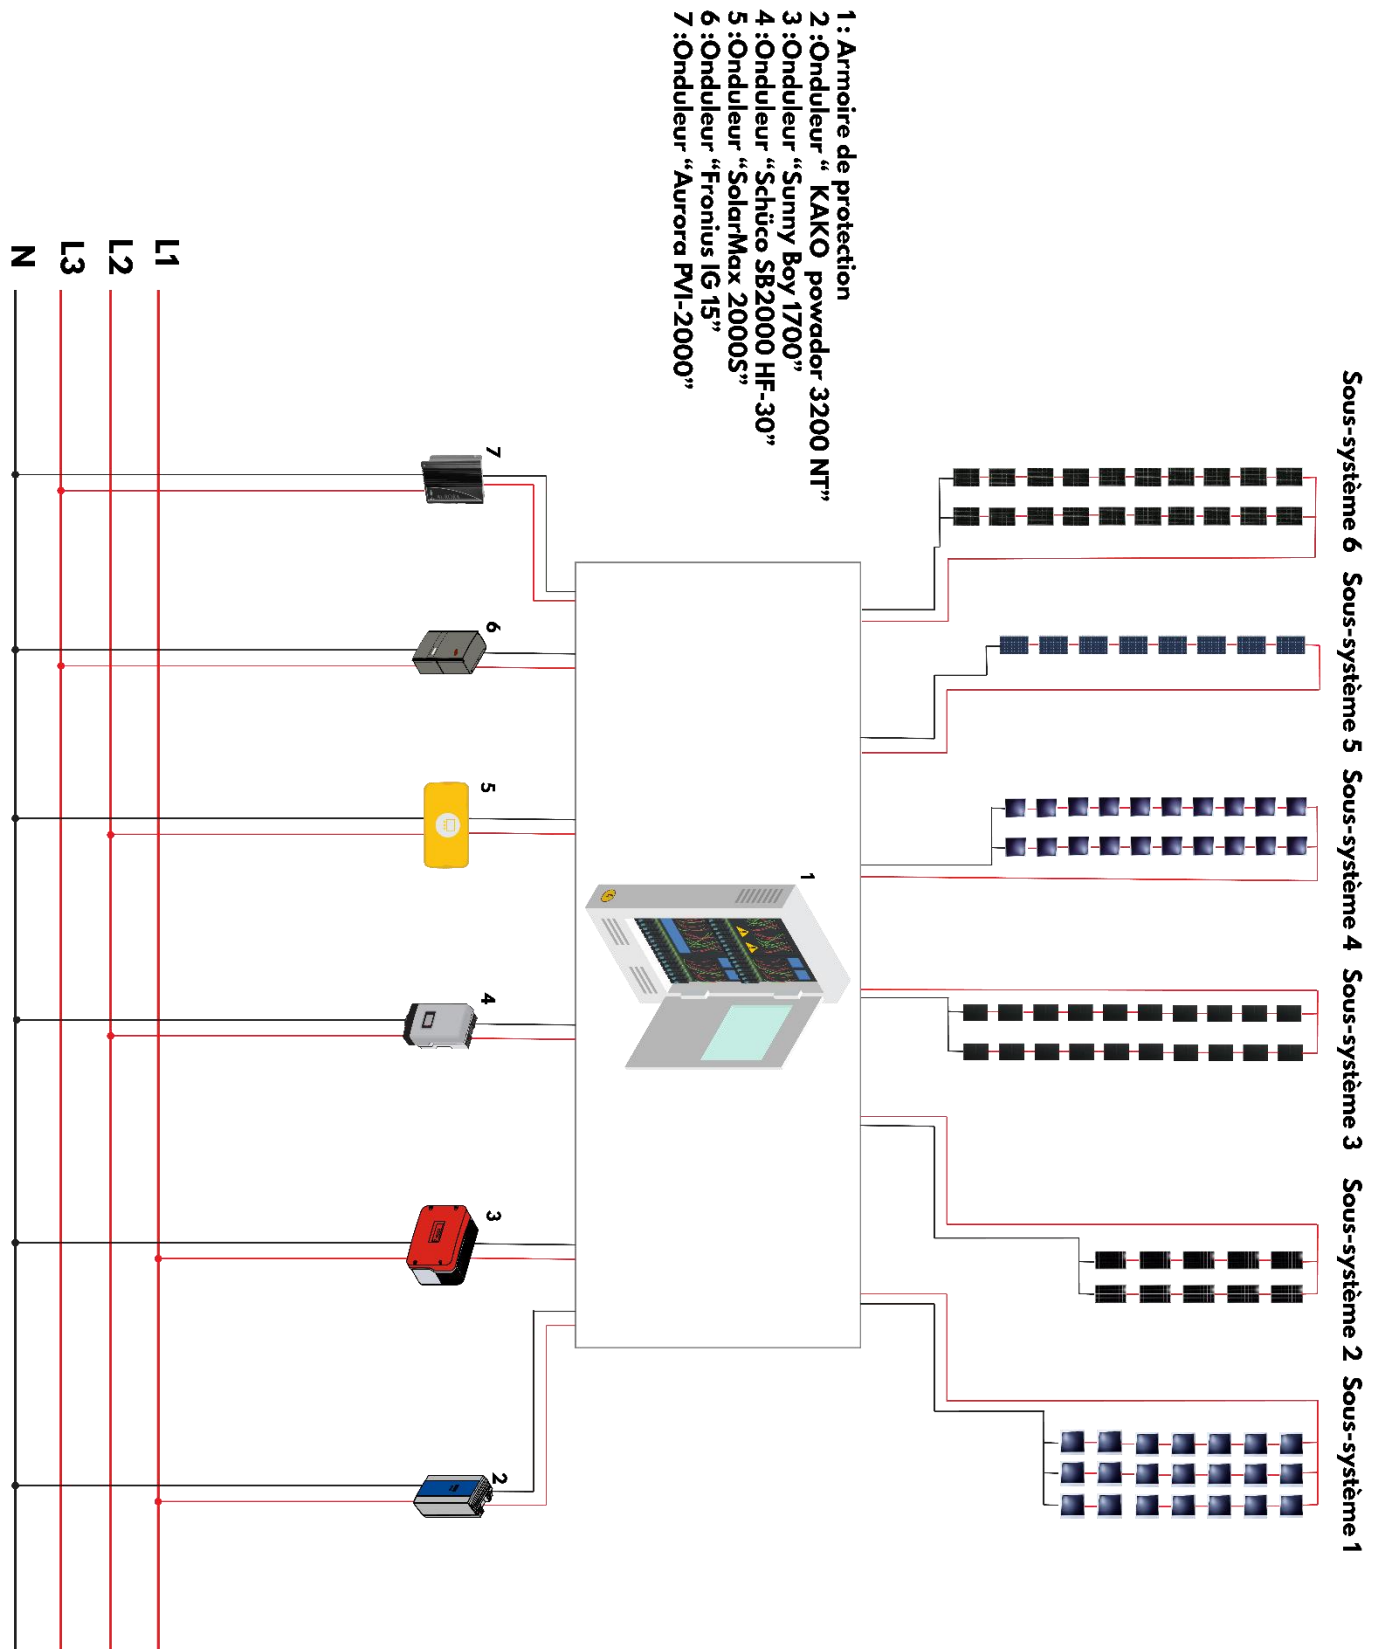 Sous-système 6 Sous-système 5 Sous-système 4 Sous-système 3 Sous-système 2 Sous-système 1
1: Armoire de protection
2 :Onduleur “ KAKO powador 3200 NT”
3 :Onduleur “Sunny Boy 1700”
4 :Onduleur “Schüco SB2000 HF-30”
5 :Onduleur “SolarMax 2000S”
6 :Onduleur “Fronius IG 15”
7 :Onduleur “Aurora PVI-2000”
1
7
6
5
4
3
2
L1
L2
L3
N